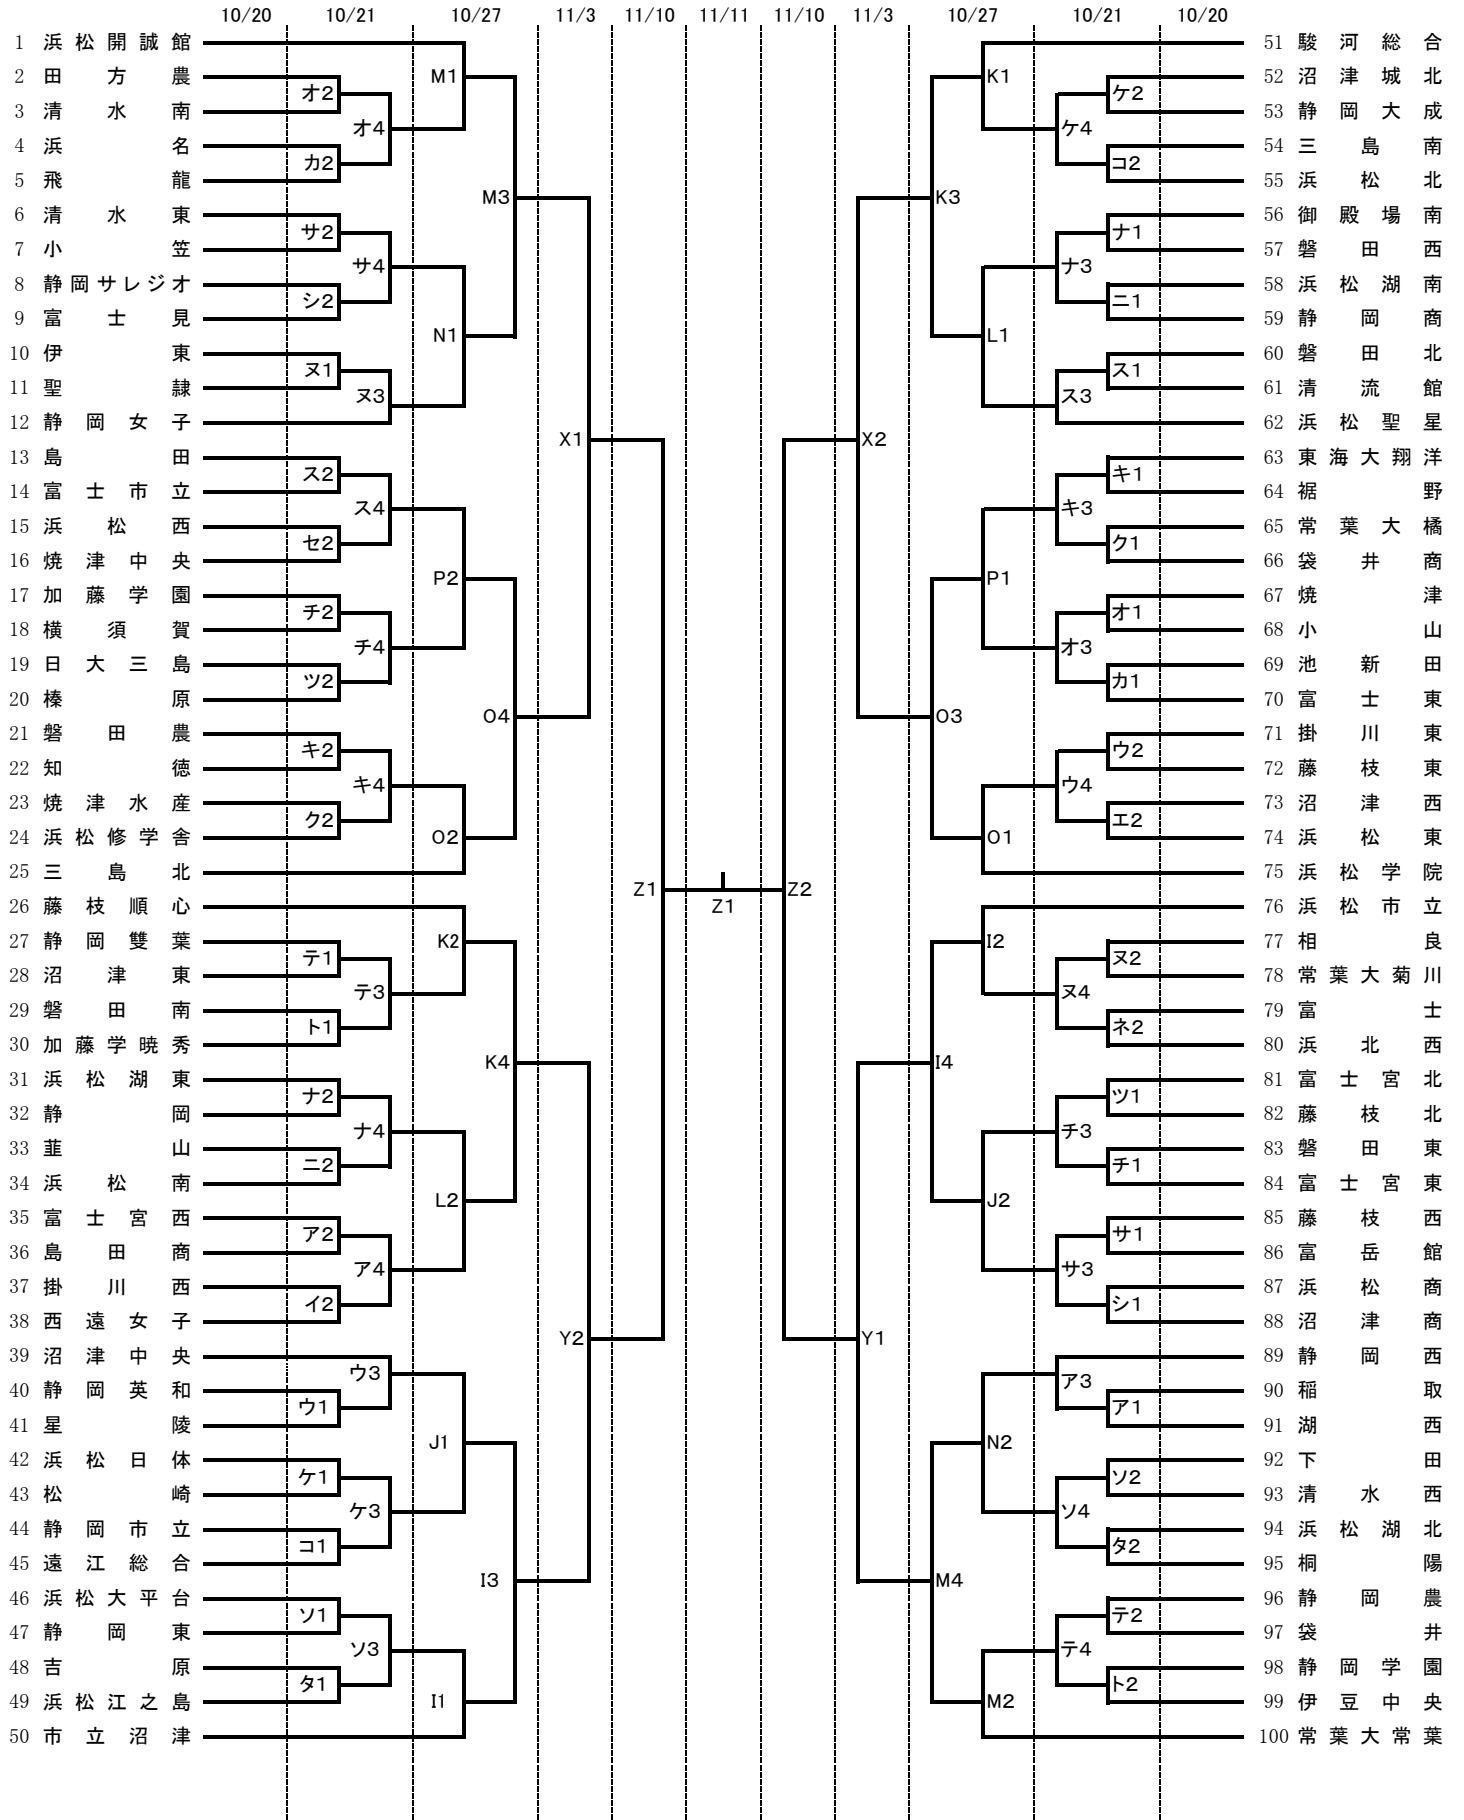 10/20 10/21 10/27 11/3 11/10 11/11 11/10 11/3 10/27 10/21 10/20
1 浜松開誠館
2 田方農
3 清水南
4 浜名
5 飛龍
6 清水東
7 小笠
8 静岡サレジオ
9 富士見
10 伊東
11 聖隷
12 静岡女子
13 島田
14 富士市立
15 浜松西
16 焼津中央
17 加藤学園
18 横須賀
19 日大三島
20 榛原
21 磐田農
22 知徳
23 焼津水産
24 浜松修学舎
25 三島北
26 藤枝順心
27 静岡雙葉
28 沼津東
29 磐田南
30 加藤学暁秀
31 浜松湖東
32 静岡
33 韮山
34 浜松南
35 富士宮西
36 島田商
37 掛川西
38 西遠女子
39 沼津中央
40 静岡英和
41 星陵
42 浜松日体
43 松崎
44 静岡市立
45 遠江総合
46 浜松大平台
47 静岡東
48 吉原
49 浜松江之島
50 市立沼津
オ2
カ2
サ2
シ2
ヌ1
ス2
セ2
チ2
ツ2
キ2
ク2
テ1
ト1
ナ2
ニ2
ア2
イ2
ウ1
ケ1
コ1
ソ1
タ1
オ4
サ4
ヌ3
ス4
チ4
キ4
テ3
ナ4
ア4
ウ3
ケ3
ソ3
M1
N1
P2
O2
K2
L2
J1
I1
M3
O4
K4
I3
X1
Y2
Z1
Z1
Z2
X2
Y1
K3
O3
I4
M4
K1
L1
P1
O1
I2
J2
N2
M2
ケ4
ナ3
ス3
キ3
オ3
ウ4
ヌ4
チ3
サ3
ア3
ソ4
テ4
ケ2
コ2
ナ1
ニ1
ス1
キ1
ク1
オ1
カ1
ウ2
エ2
ヌ2
ネ2
ツ1
チ1
サ1
シ1
ア1
ソ2
タ2
テ2
ト2
51 駿河総合
52 沼津城北
53 静岡大成
54 三島南
55 浜松北
56 御殿場南
57 磐田西
58 浜松湖南
59 静岡商
60 磐田北
61 清流館
62 浜松聖星
63 東海大翔洋
64 裾野
65 常葉大橘
66 袋井商
67 焼津
68 小山
69 池新田
70 富士東
71 掛川東
72 藤枝東
73 沼津西
74 浜松東
75 浜松学院
76 浜松市立
77 相良
78 常葉大菊川
79 富士
80 浜北西
81 富士宮北
82 藤枝北
83 磐田東
84 富士宮東
85 藤枝西
86 富岳館
87 浜松商
88 沼津商
89 静岡西
90 稲取
91 湖西
92 下田
93 清水西
94 浜松湖北
95 桐陽
96 静岡農
97 袋井
98 静岡学園
99 伊豆中央
100 常葉大常葉